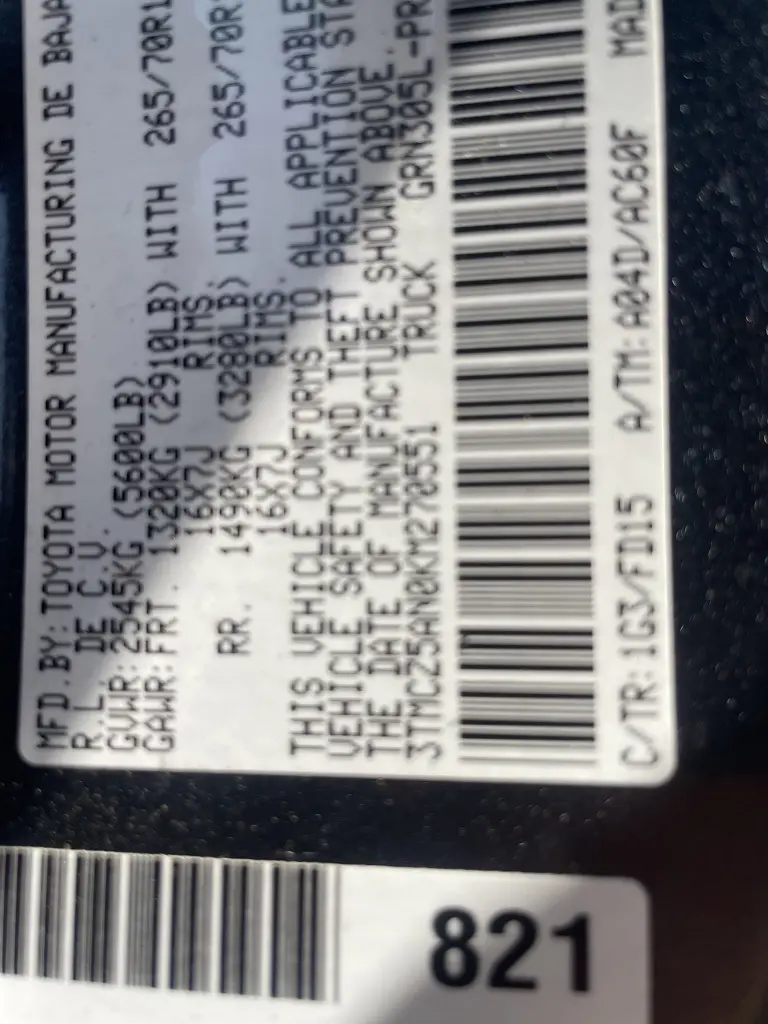 MFD.BY:TOYOTA MOTOR MANUFACTURING DE BAJA
R.L. DE C.V.
GVWR:2545KG (5600LB)
GAWR:FRT. 1320KG (2910LB) WITH 265/70R1
16X7J RIMS.
RR. 1490KG (3280LB) WITH 265/70R1
16X7J RIMS.
THIS VEHICLE CONFORMS TO ALL APPLICABLE
VEHICLE SAFETY AND THEFT PREVENTION STA
THE DATE OF MANUFACTURE SHOWN ABOVE.
3TMCZ5AN0KM270551 TRUCK GRN305L-PR
C/TR:1G3/FD15 A/TM:A04D/AC60F MAD
821